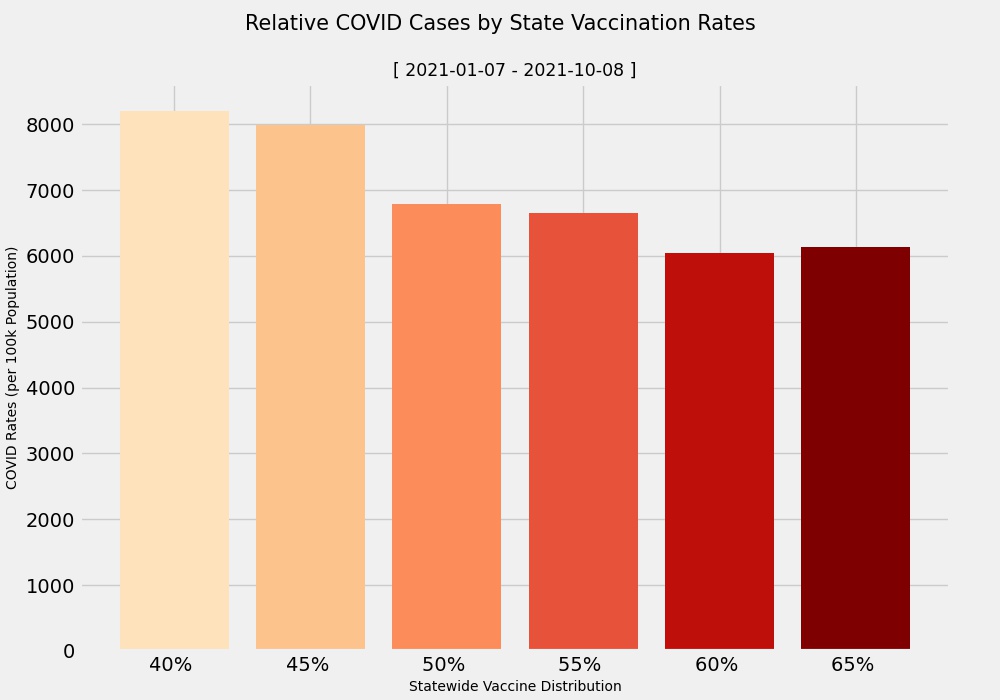 Relative COVID Cases by State Vaccination Rates
[ 2021-01-07 - 2021-10-08 ]
COVID Rates (per 100k Population)
8000
7000
6000
5000
4000
3000
2000
1000
0
40% 45% 50% 55% 60% 65%
Statewide Vaccine Distribution